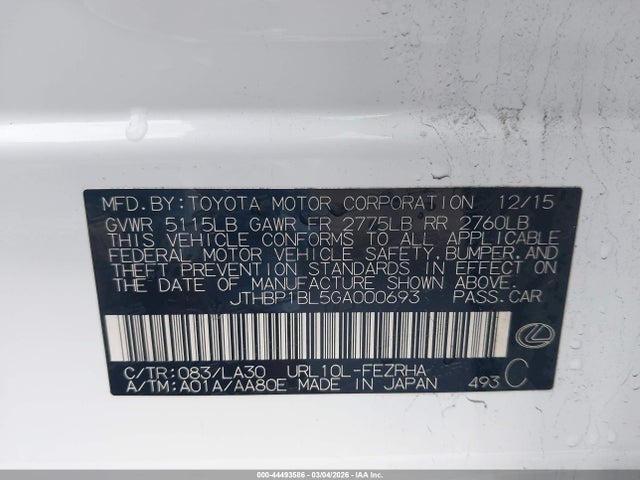 MFD.BY: TOYOTA MOTOR CORPORATION 12/15
GVWR 5115LB GAWR FR 2775LB RR 2760LB
THIS VEHICLE CONFORMS TO ALL APPLICABLE
FEDERAL MOTOR VEHICLE SAFETY, BUMPER, AND
THEFT PREVENTION STANDARDS IN EFFECT ON
THE DATE OF MANUFACTURE SHOWN ABOVE.
JTHBP1BL5GA000693 PASS.CAR
C/TR:083/LA30 URL10L-FEZRHA
A/TM:A01A/AA80E MADE IN JAPAN 493 C
000-44493586 - 03/04/2026 - IAAI.COM